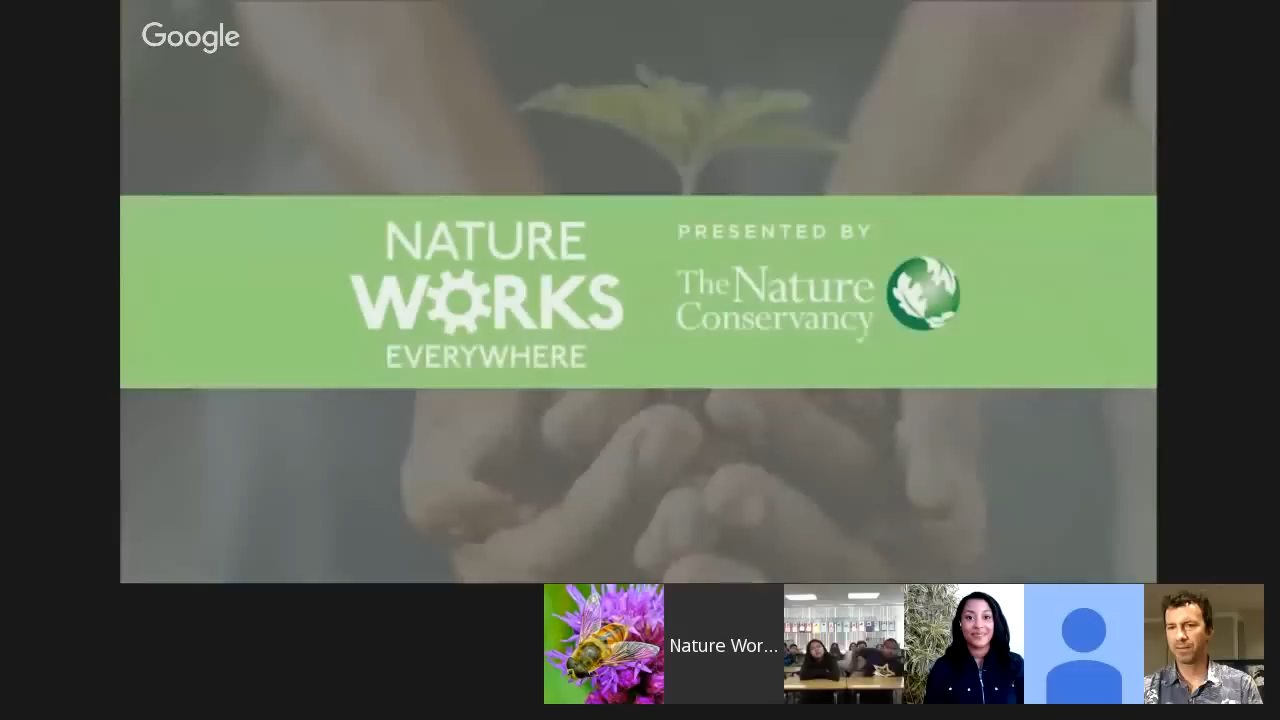 Google
NATURE
WORKS
EVERYWHERE
PRESENTED BY
The Nature
Conservancy
Nature Wor...